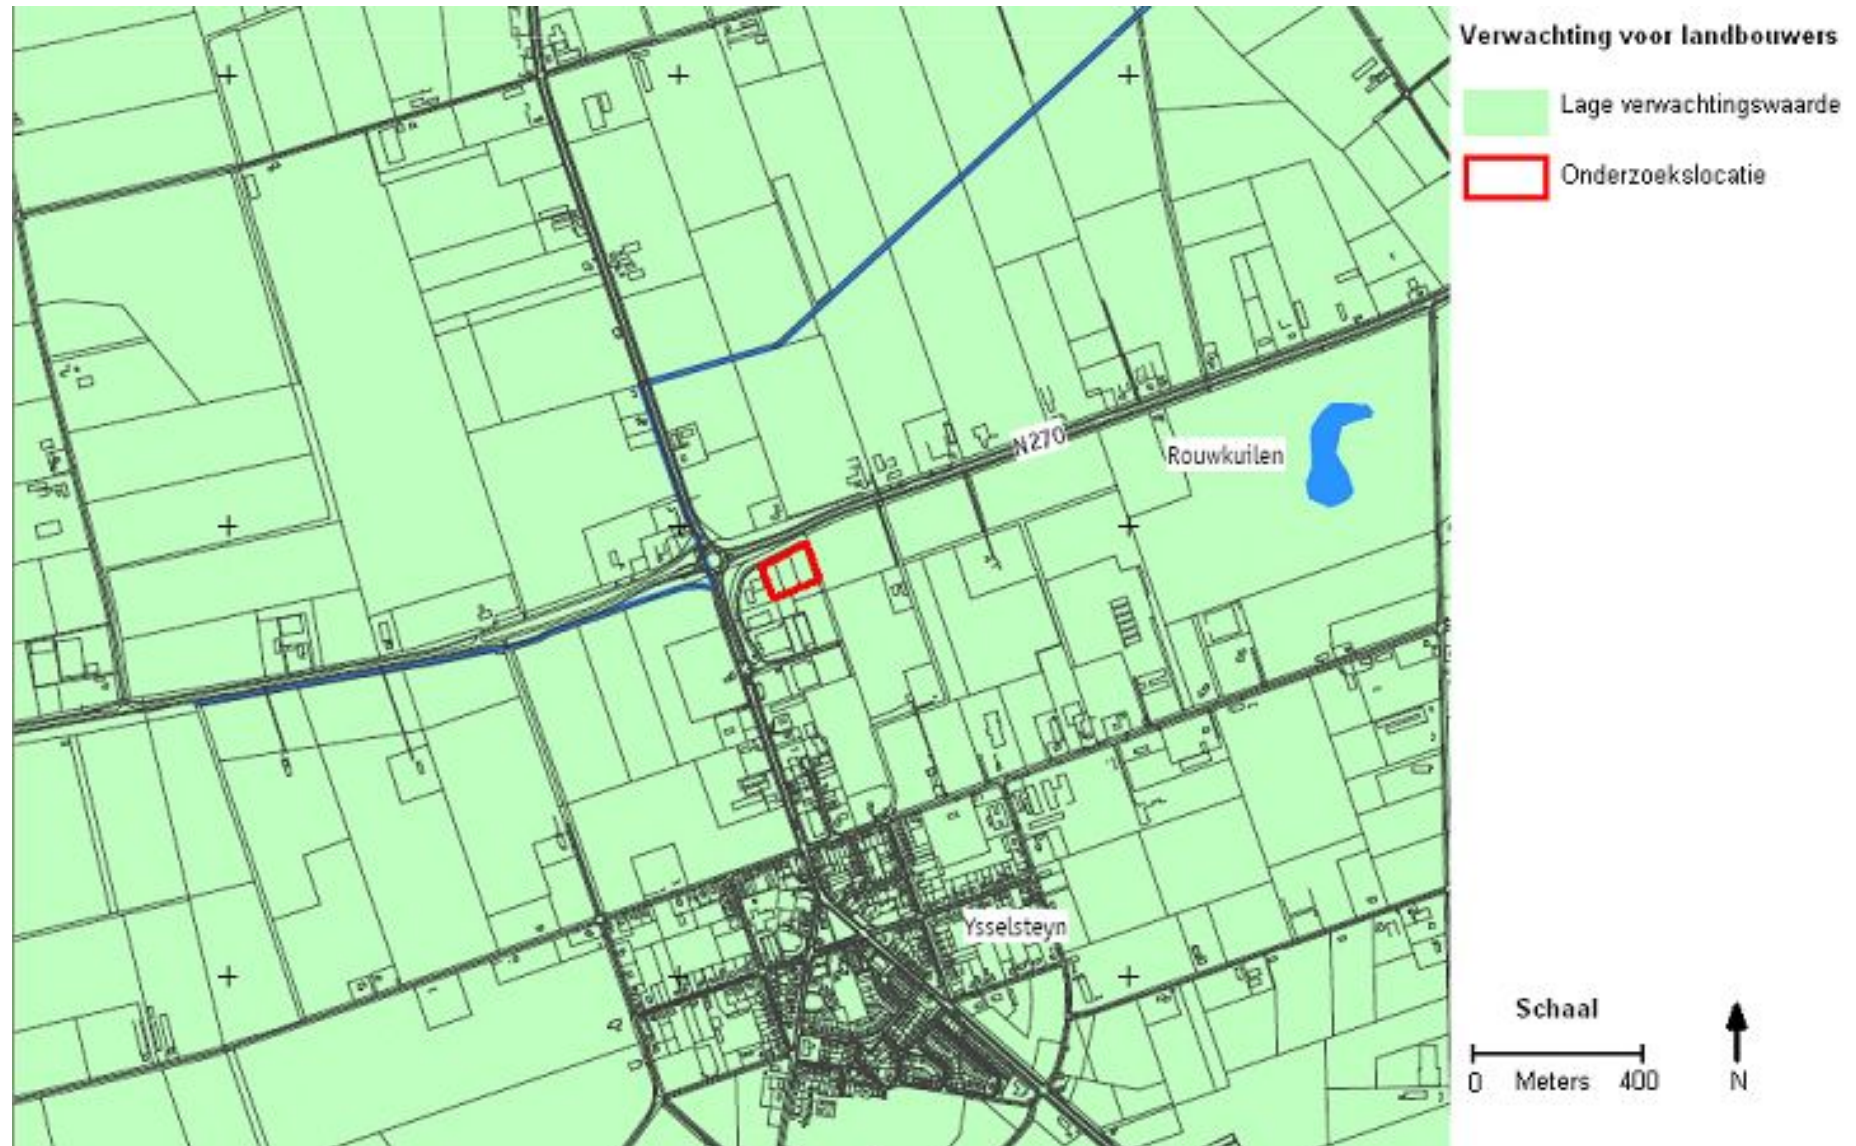 Verwachting voor landbouwers
Lage verwachtingswaarde
Onderzoekslocatie
N270
Rouwkuilen
Ysselsteyn
Schaal
0 Meters 400
N